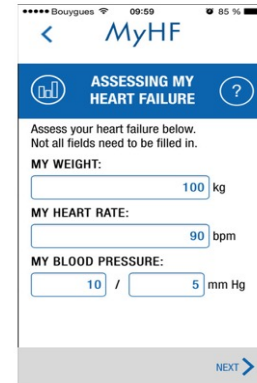 Bouygues 09:59 85 %
MyHF
ASSESSING MY
HEART FAILURE
?
Assess your heart failure below.
Not all fields need to be filled in.
MY WEIGHT:
100 kg
MY HEART RATE:
90 bpm
MY BLOOD PRESSURE:
10 / 5 mm Hg
NEXT